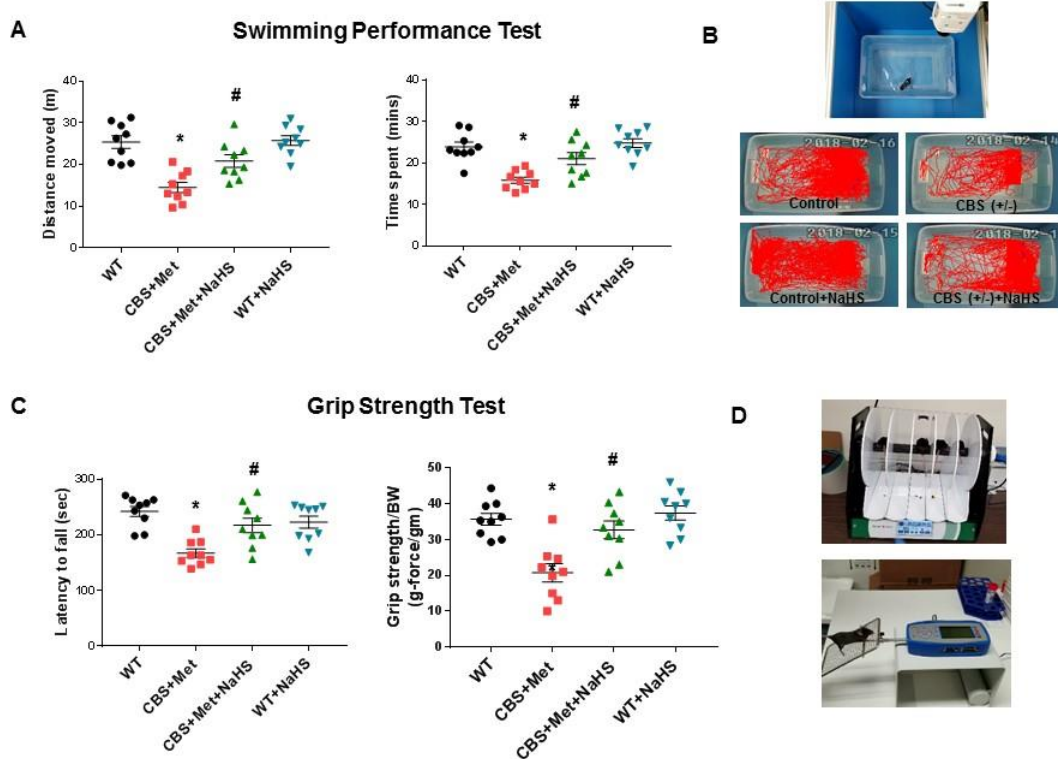 A
Swimming Performance Test
B
Distance moved (m)
40
30
20
10
0
*
#
WT
CBS+Met
CBS+Met+NaHS
WT+NaHS
Time spent (mins)
40
30
20
10
0
*
#
WT
CBS+Met
CBS+Met+NaHS
WT+NaHS
2018-02-16
Control
2018-02-14
CBS (+/-)
2018-02-15
Control+NaHS
2018-02-1
CBS (+/-)+NaHS
C
Grip Strength Test
D
Latency to fall (sec)
300
200
100
0
*
#
WT
CBS+Met
CBS+Met+NaHS
WT+NaHS
Grip strength/BW
(g-force/gm)
50
40
30
20
10
0
*
*
#
WT
CBS+Met
CBS+Met+NaHS
WT+NaHS